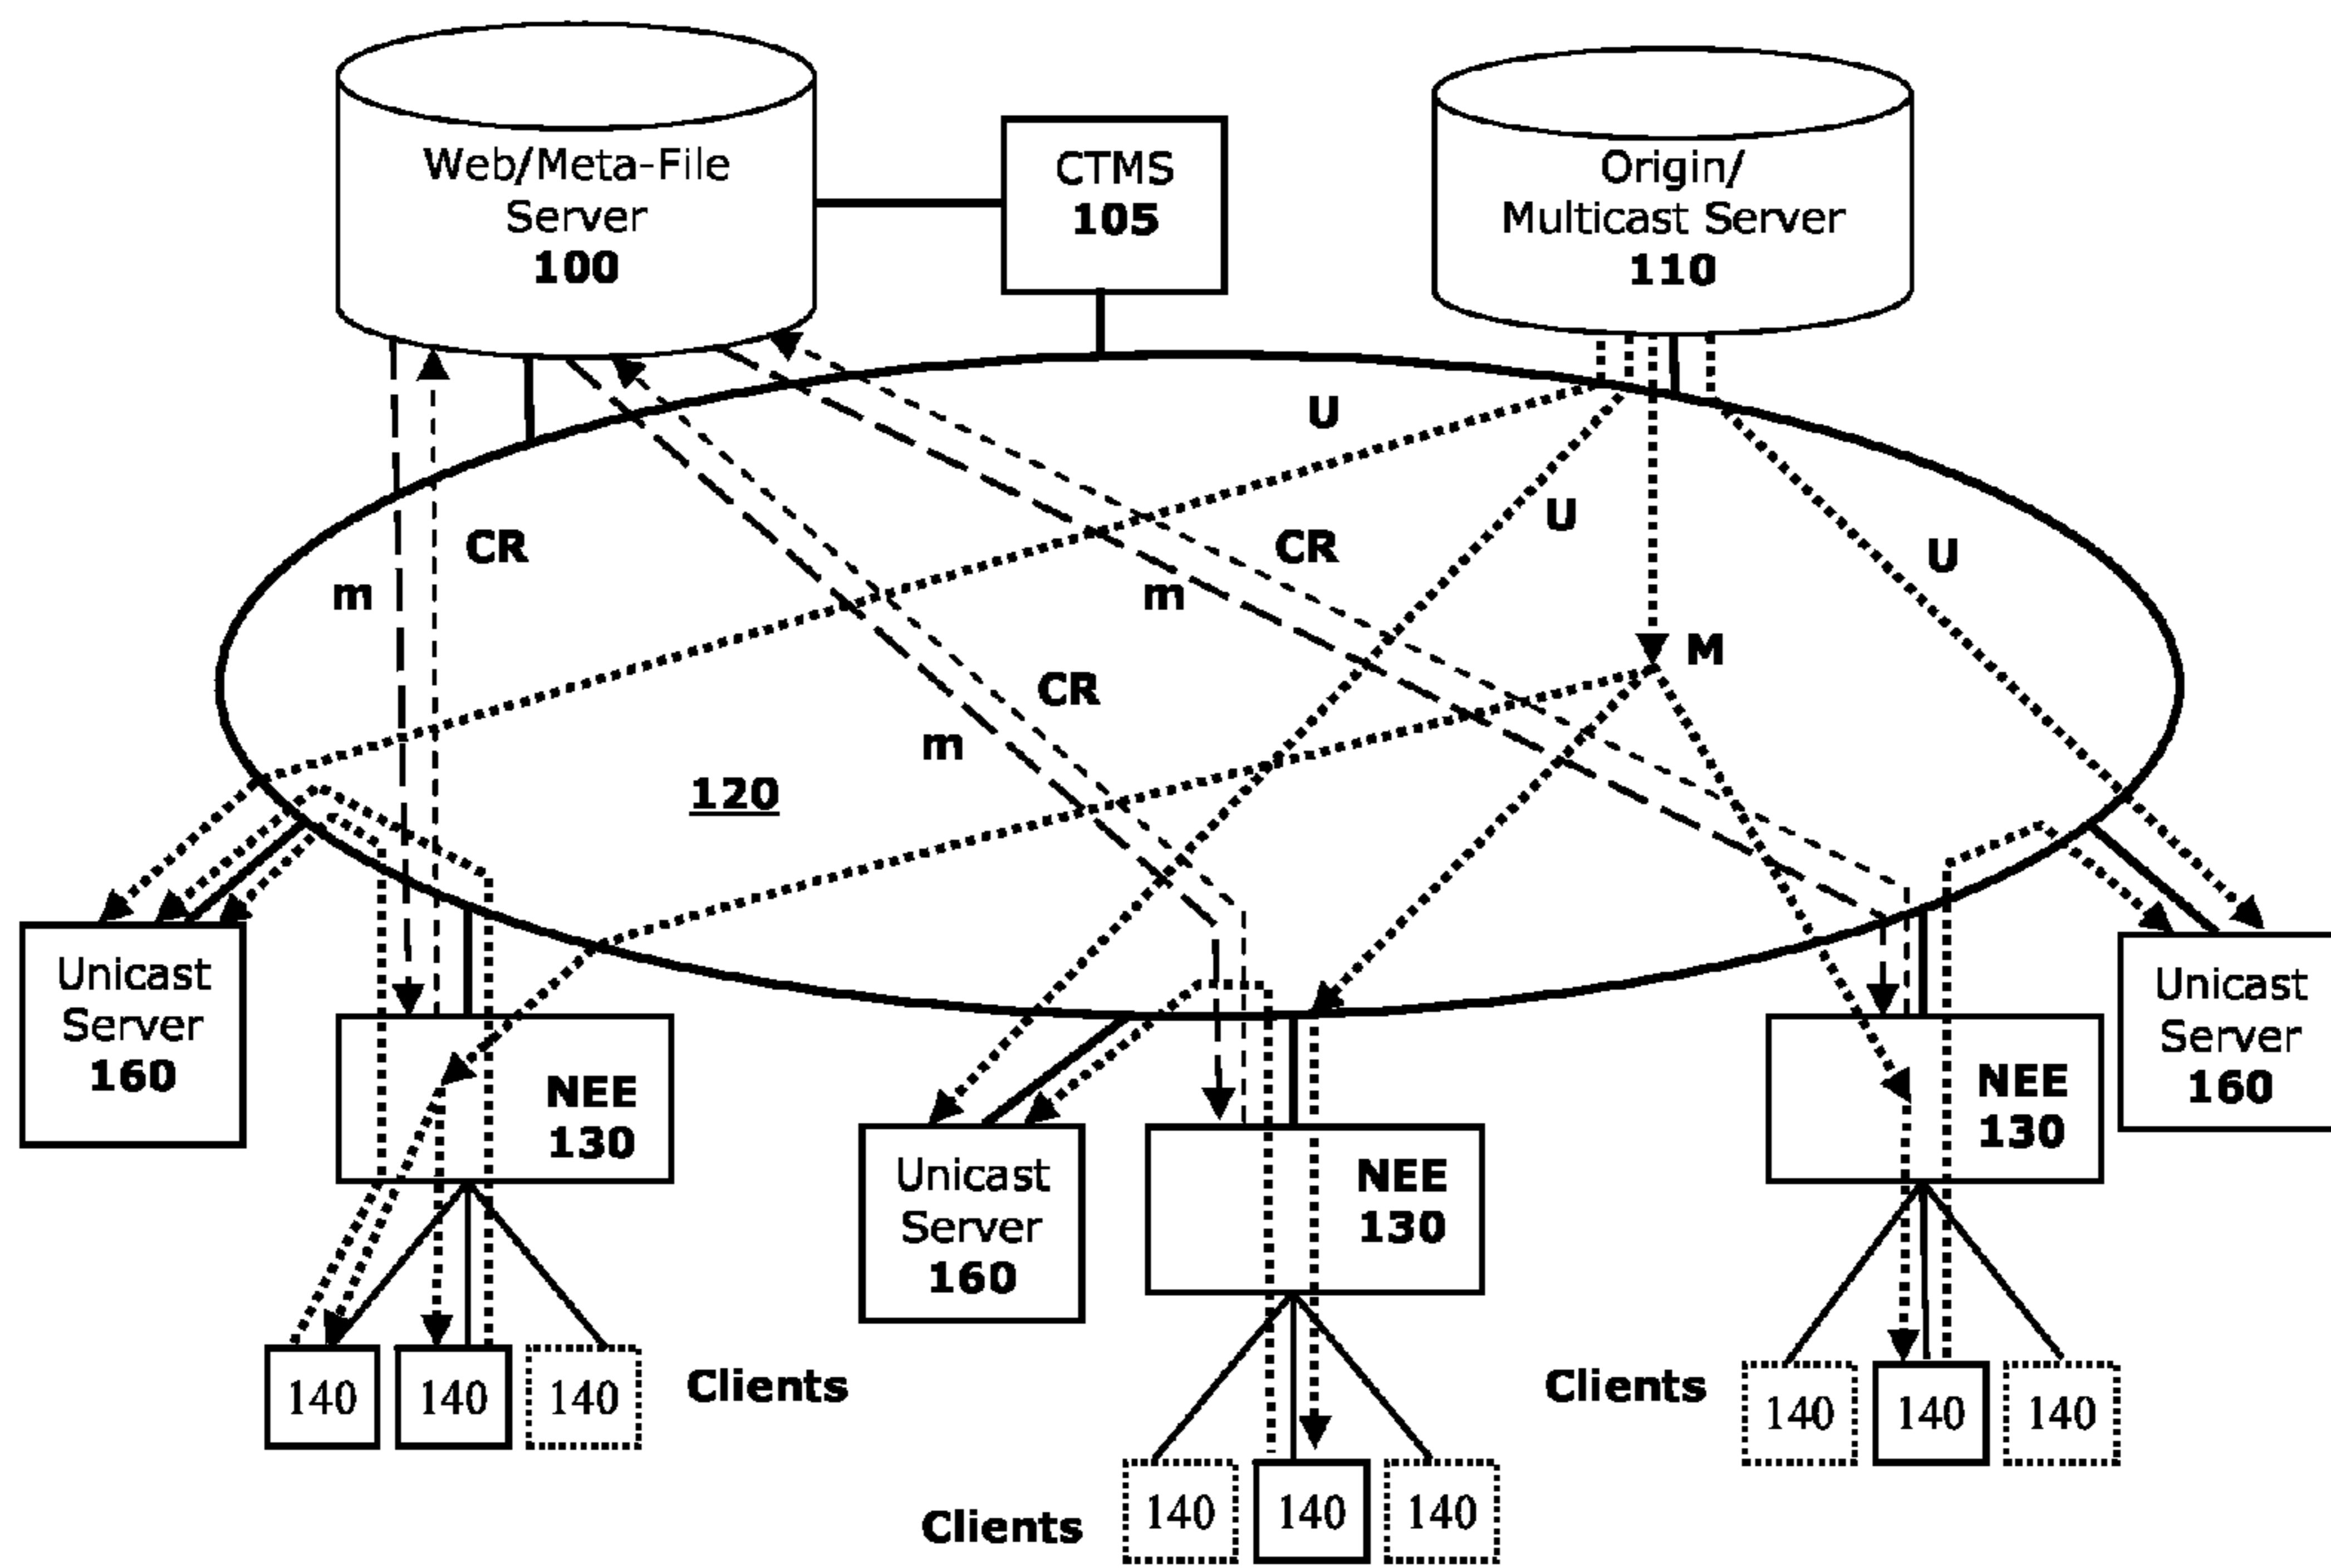 Web/Meta-File
Server
100
CTMS
105
Origin/
Multicast Server
110
U
U
CR
CR
U
m
m
M
CR
m
120
Unicast
Server
160
NEE
130
Unicast
Server
160
NEE
130
NEE
130
Unicast
Server
160
140 140 140
Clients
Clients
140 140 140
Clients
140 140 140